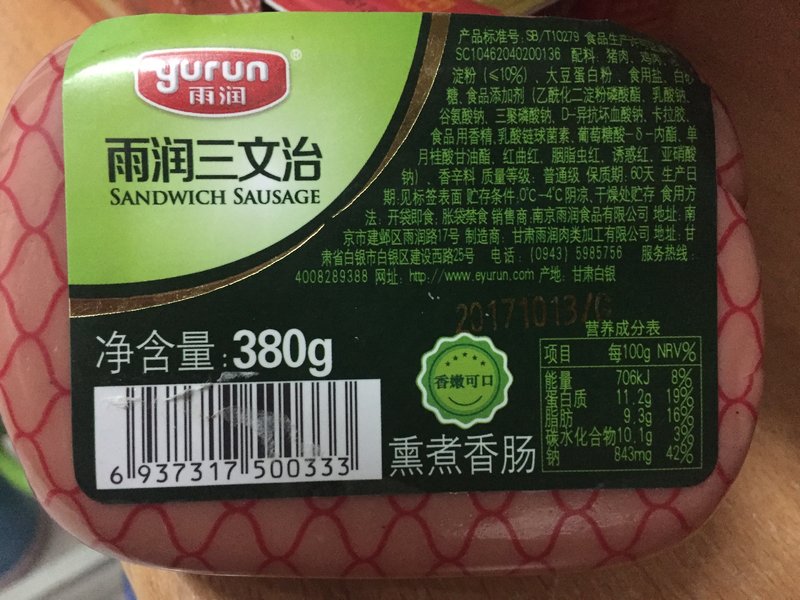 yurun
雨润
®
雨润三文治
SANDWICH SAUSAGE
产品标准号:SB/T10279 食品生产
SC10462040200136 配料:猪肉、鸡肉、
淀粉(≤10%)、大豆蛋白粉、食用盐、白砂
糖、食品添加剂(乙酰化二淀粉磷酸酯、乳酸钠、
谷氨酸钠、三聚磷酸钠、D-异抗坏血酸钠、卡拉胶、
食品用香精、乳酸链球菌素、葡萄糖酸-δ-内酯、单
月桂酸甘油酯、红曲红、胭脂虫红、诱惑红、亚硝酸
钠)、香辛料 质量等级:普通级 保质期:60天 生产日
期:见标签表面 贮存条件:0℃-4℃阴凉、干燥处贮存 食用方
法:开袋即食;胀袋禁食 销售商:南京雨润食品有限公司 地址:南
京市建邺区雨润路17号 制造商:甘肃雨润肉类加工有限公司 地址:甘
肃省白银市白银区建设西路25号 电话:(0943)5985756 服务热线:
4008289388 网址:http://www.eyurun.com 产地:甘肃白银
20171013/
净含量:380g
香嫩可口
熏煮香肠
6 937317 500333
营养成分表
项目 每100g NRV%
能量 706kJ 8%
蛋白质 11.2g 19%
脂肪 9.3g 16%
碳水化合物 10.1g 3%
钠 843mg 42%